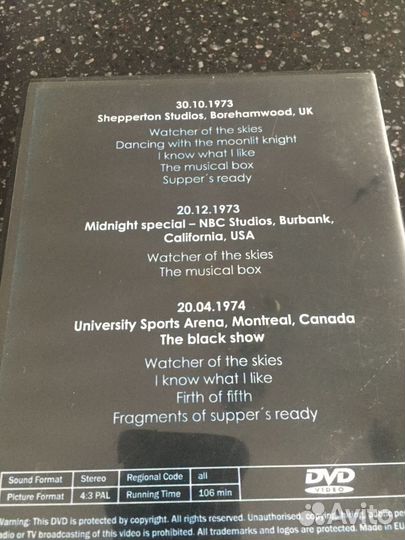 30.10.1973
Shepperton Studios, Borehamwood, UK
Watcher of the skies
Dancing with the moonlit knight
I know what I like
The musical box
Supper´s ready
20.12.1973
Midnight special – NBC Studios, Burbank,
California, USA
Watcher of the skies
The musical box
20.04.1974
University Sports Arena, Montreal, Canada
The black show
Watcher of the skies
I know what I like
Firth of fifth
Fragments of supper´s ready
Sound Format Stereo Regional Code all
Picture Format 4:3 PAL Running Time 106 min
DVD
VIDEO
Warning: This DVD is protected by copyright. All rights reserved. Unauthorised, copying, public
or TV broadcasting of this video is prohibited. All trademarks and logos are protected. Made in EU
Avito